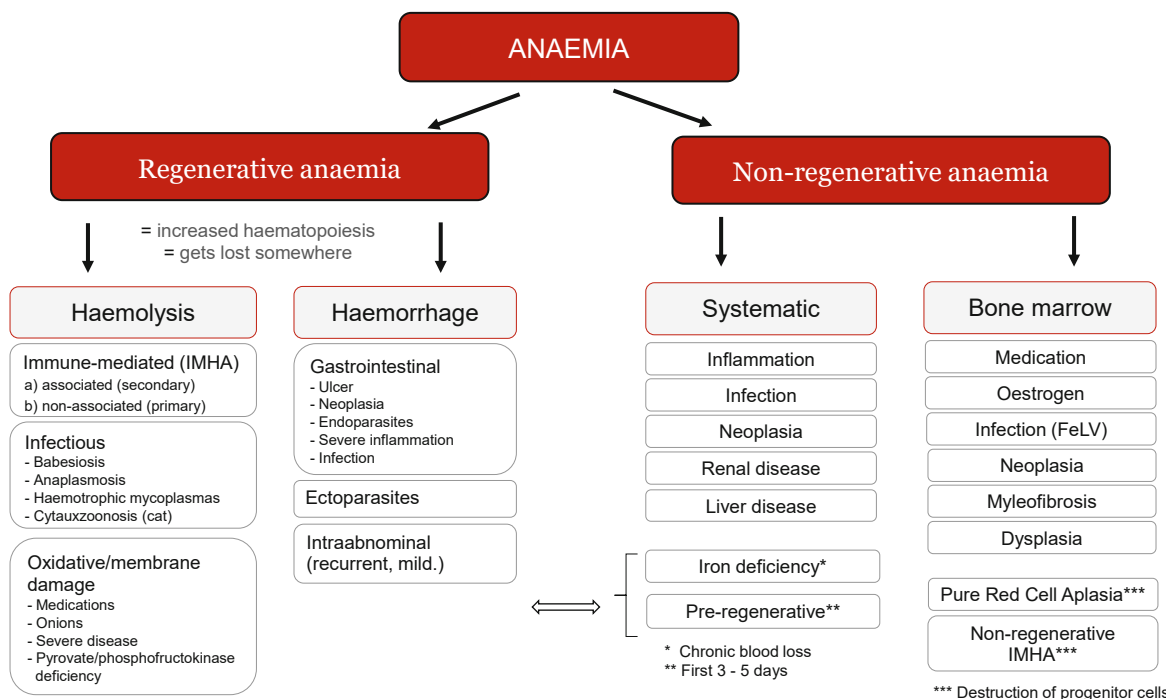 ANAEMIA
Regenerative anaemia
Non-regenerative anaemia
= increased haematopoiesis
= gets lost somewhere
Haemolysis
Immune-mediated (IMHA)
a) associated (secondary)
b) non-associated (primary)
Infectious
- Babesiosis
- Anaplasmosis
- Haemotrophic mycoplasmas
- Cytauxzoonosis (cat)
Oxidative/membrane
damage
- Medications
- Onions
- Severe disease
- Pyrovate/phosphofructokinase
deficiency
Haemorrhage
Gastrointestinal
- Ulcer
- Neoplasia
- Endoparasites
- Severe inflammation
- Infection
Ectoparasites
Intraabnominal
(recurrent, mild.)
Systematic
Inflammation
Infection
Neoplasia
Renal disease
Liver disease
Iron deficiency*
Pre-regenerative**
* Chronic blood loss
** First 3 - 5 days
Bone marrow
Medication
Oestrogen
Infection (FeLV)
Neoplasia
Myleofibrosis
Dysplasia
Pure Red Cell Aplasia***
Non-regenerative
IMHA***
*** Destruction of progenitor cells